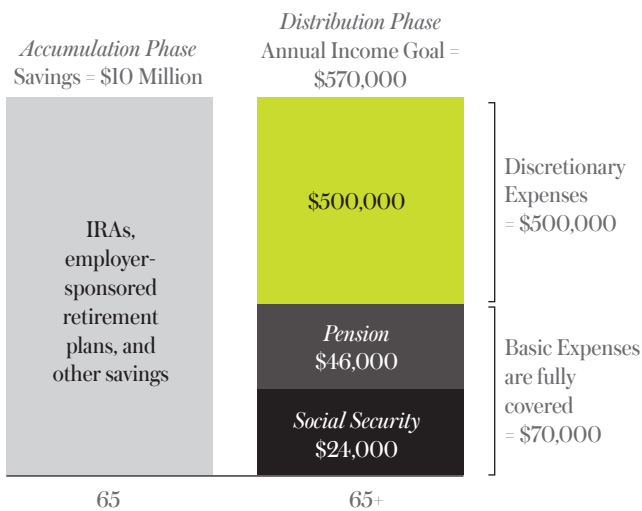 Accumulation Phase
Savings = $10 Million
Distribution Phase
Annual Income Goal =
$570,000
IRAs,
employer-
sponsored
retirement
plans, and
other savings
$500,000
Pension
$46,000
Social Security
$24,000
Discretionary
Expenses
= $500,000
Basic Expenses
are fully
covered
= $70,000
65
65+